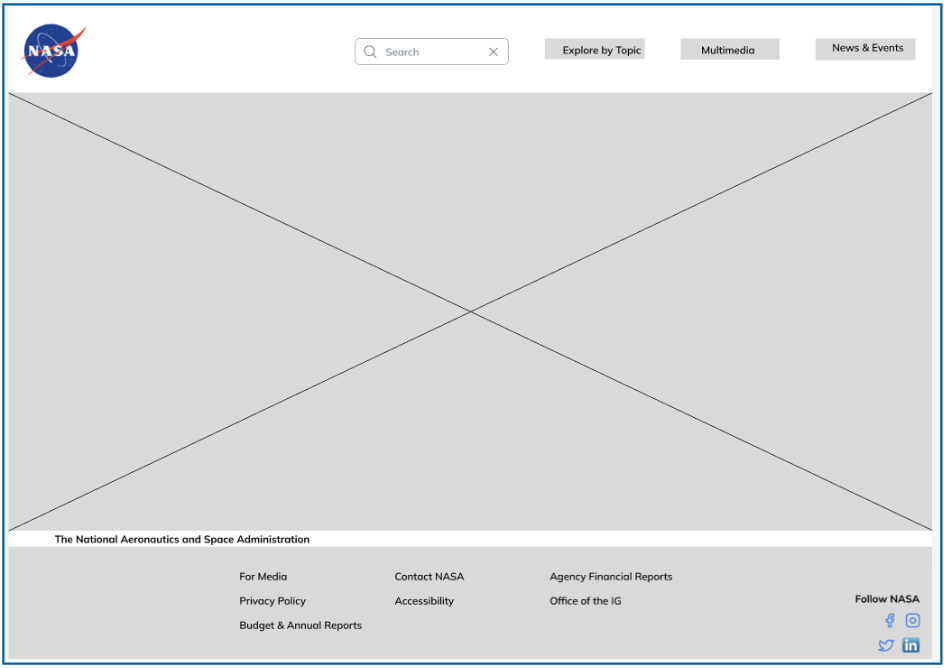 NASA
Search
Explore by Topic
Multimedia
News & Events
The National Aeronautics and Space Administration
For Media
Contact NASA
Agency Financial Reports
Privacy Policy
Accessibility
Office of the IG
Budget & Annual Reports
Follow NASA
in